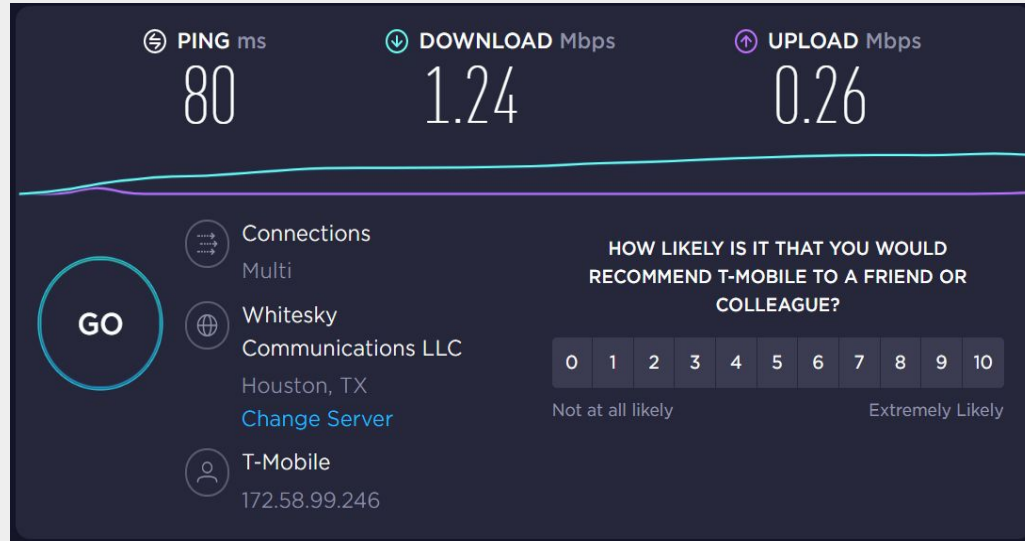 PING ms
80
DOWNLOAD Mbps
1.24
UPLOAD Mbps
0.26
GO
Connections
Multi
Whitesky
Communications LLC
Houston, TX
Change Server
T-Mobile
172.58.99.246
HOW LIKELY IS IT THAT YOU WOULD
RECOMMEND T-MOBILE TO A FRIEND OR
COLLEAGUE?
0 1 2 3 4 5 6 7 8 9 10
Not at all likely Extremely Likely